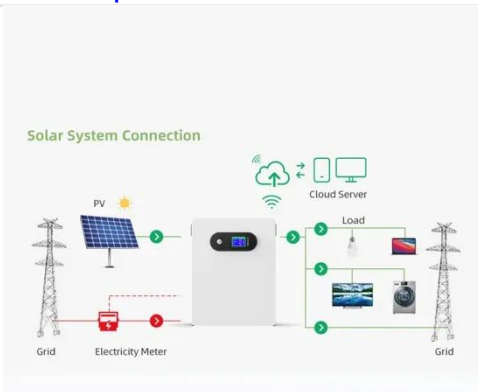 Solar System Connection
Cloud Server
PV
Load
Grid
Electricity Meter
Grid